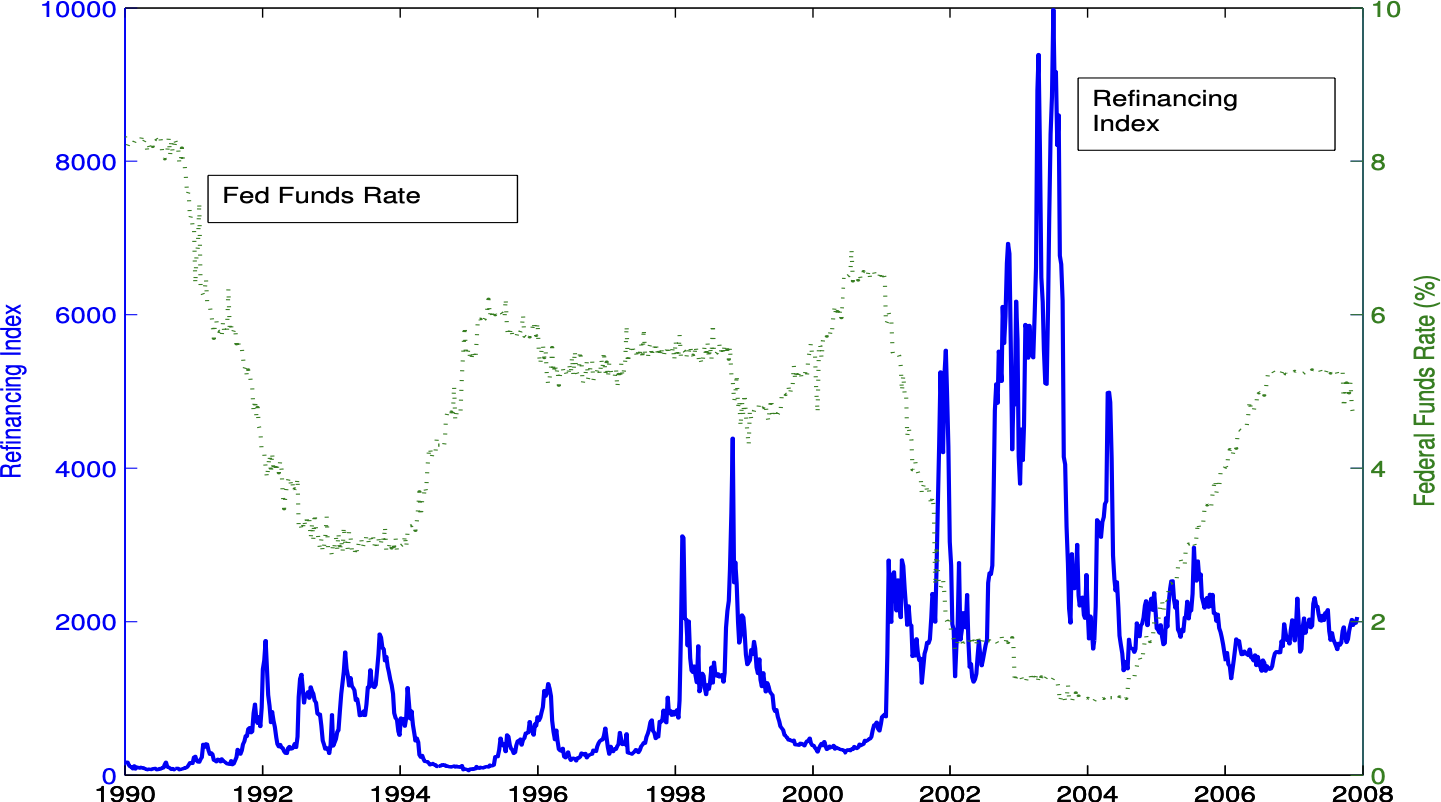 10000
8000
6000
4000
2000
0
Refinancing Index
Fed Funds Rate
Refinancing
Index
10
8
6
4
2
0
Federal Funds Rate (%)
1990 1992 1994 1996 1998 2000 2002 2004 2006 2008